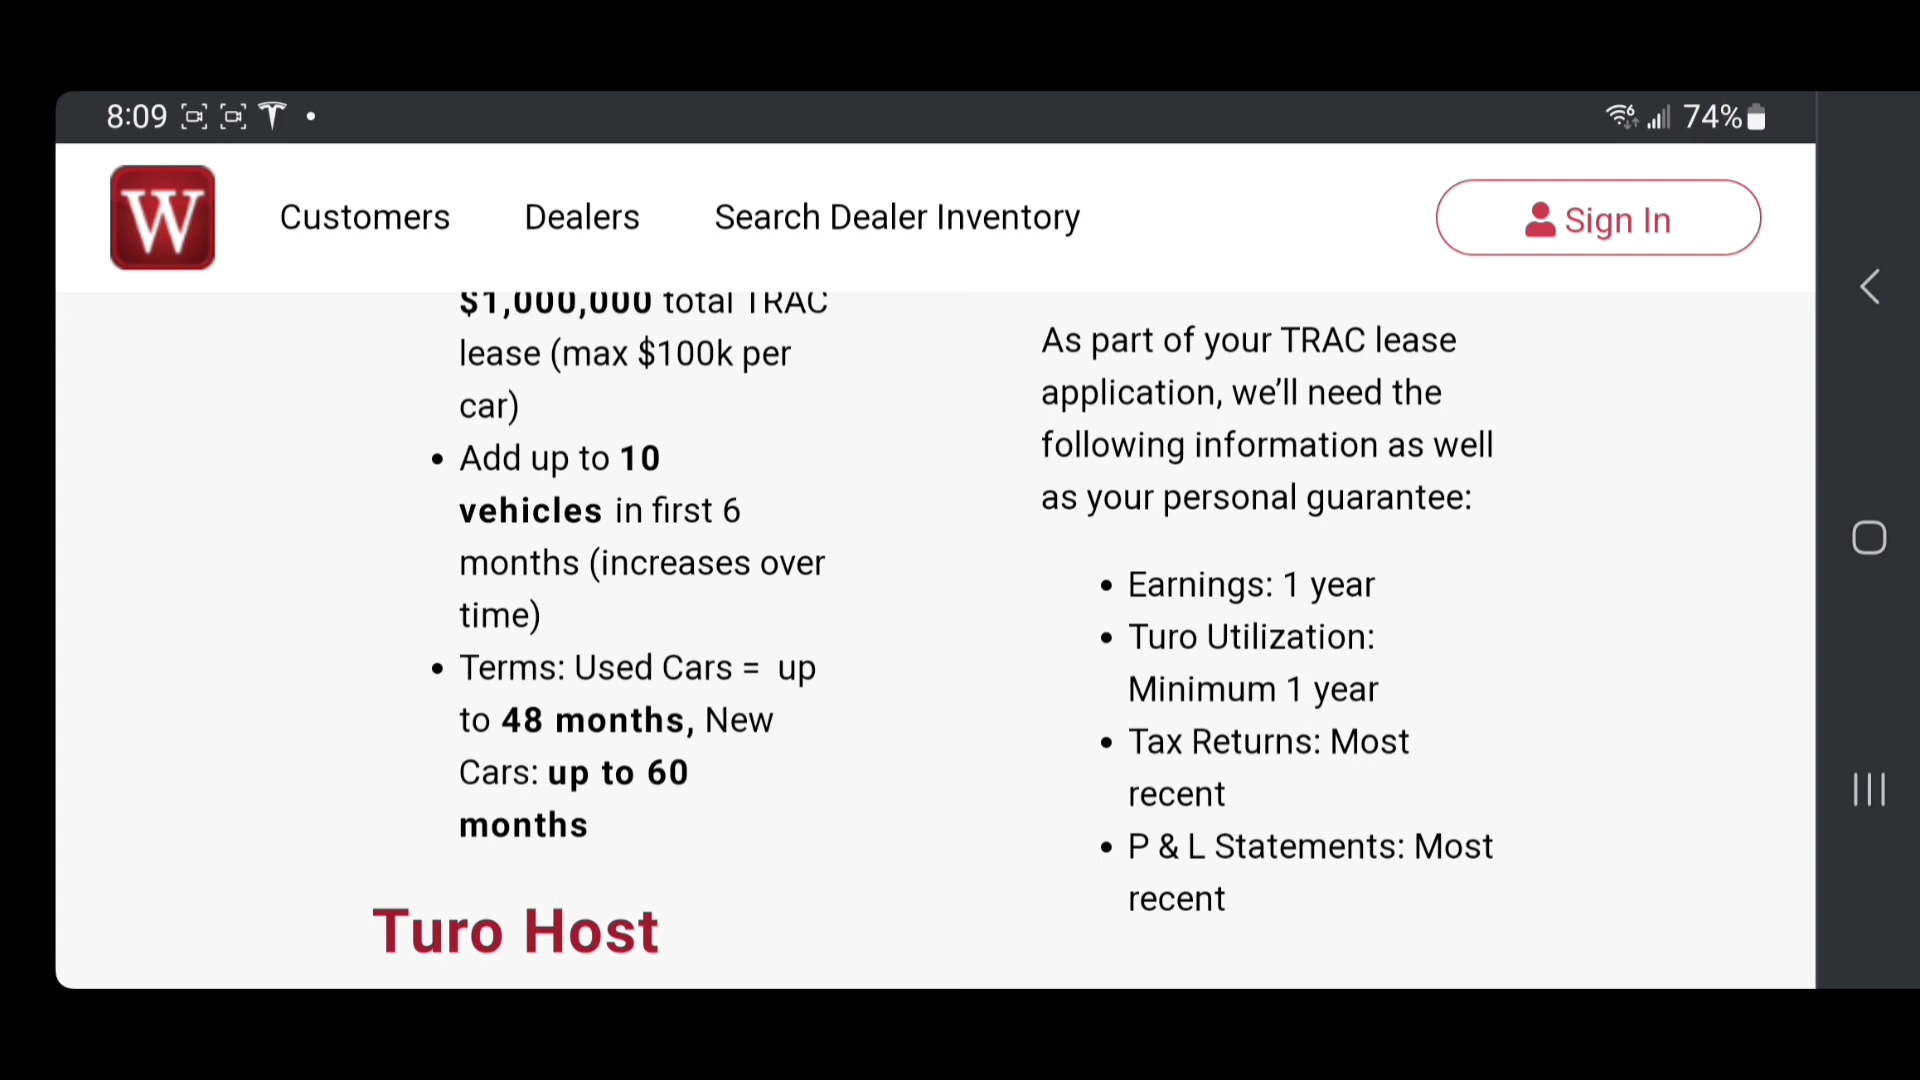 8:09
74%
W
Customers
Dealers
Search Dealer Inventory
Sign In
$1,000,000 total TRAC
lease (max $100k per
car)
• Add up to 10
vehicles in first 6
months (increases over
time)
• Terms: Used Cars = up
to 48 months, New
Cars: up to 60
months
Turo Host
As part of your TRAC lease
application, we’ll need the
following information as well
as your personal guarantee:
• Earnings: 1 year
• Turo Utilization:
Minimum 1 year
• Tax Returns: Most
recent
• P & L Statements: Most
recent